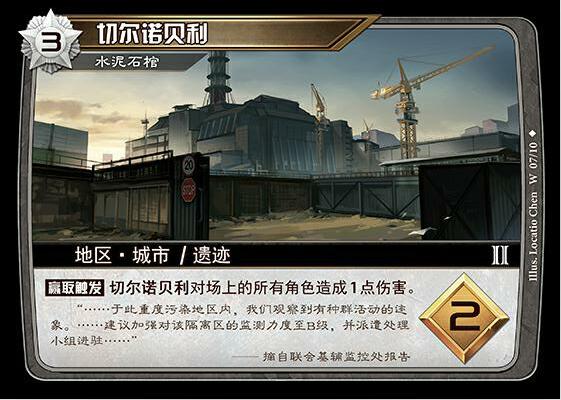 3
切尔诺贝利
水泥石棺
20
STOP
地区·城市 / 遗迹
II
赢取触发 切尔诺贝利对场上的所有角色造成1点伤害。
“……于此重度污染地区内，我们观察到有种群活动的迹
象。……建议加强对该隔离区的监测力度至B级，并派遣处理
小组进驻……”
——摘自联合基辅监控处报告
2
Illus. Locatio Chen W 07/10 ◆